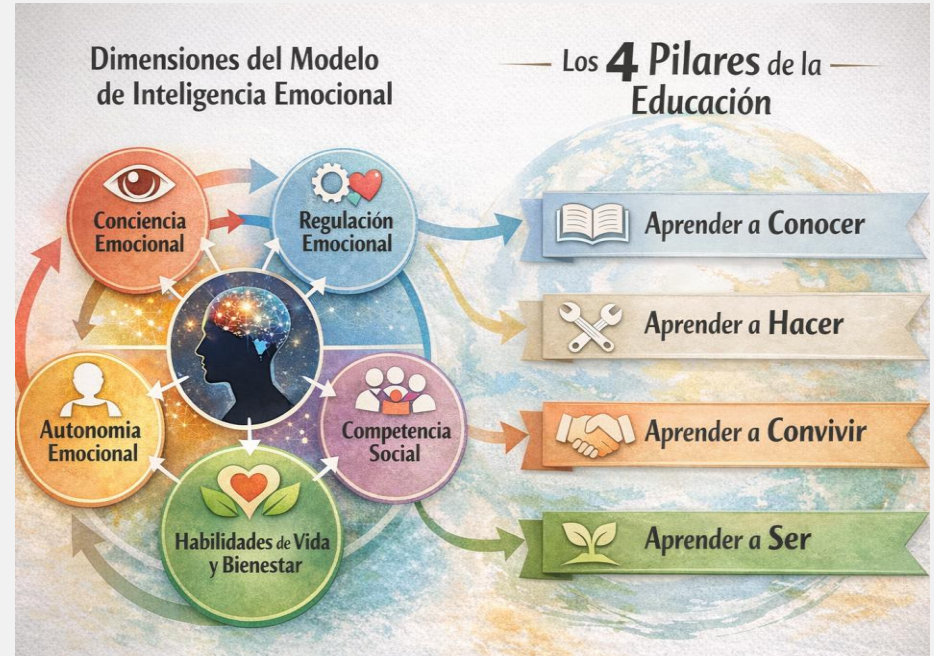 Dimensiones del Modelo
de Inteligencia Emocional
Conciencia
Emocional
Regulación
Emocional
Autonomia
Emocional
Competencia
Social
Habilidades de Vida
y Bienestar
Los 4 Pilares de la
Educación
Aprender a Conocer
Aprender a Hacer
Aprender a Convivir
Aprender a Ser